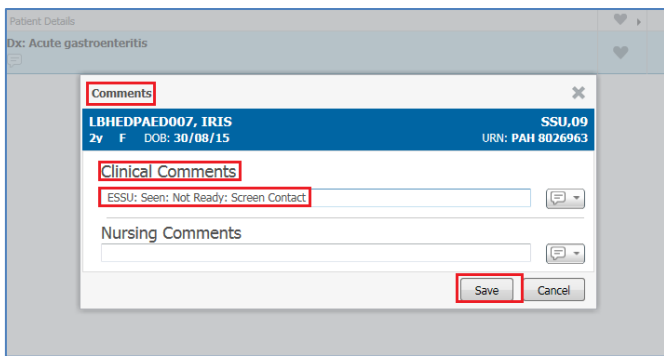 Patient Details
Dx: Acute gastroenteritis
Comments
LBHEDPAED007, IRIS SSU,09
2y F DOB: 30/08/15 URN: PAH 8026963
Clinical Comments
ESSU: Seen: Not Ready: Screen Contact
Nursing Comments
Save Cancel